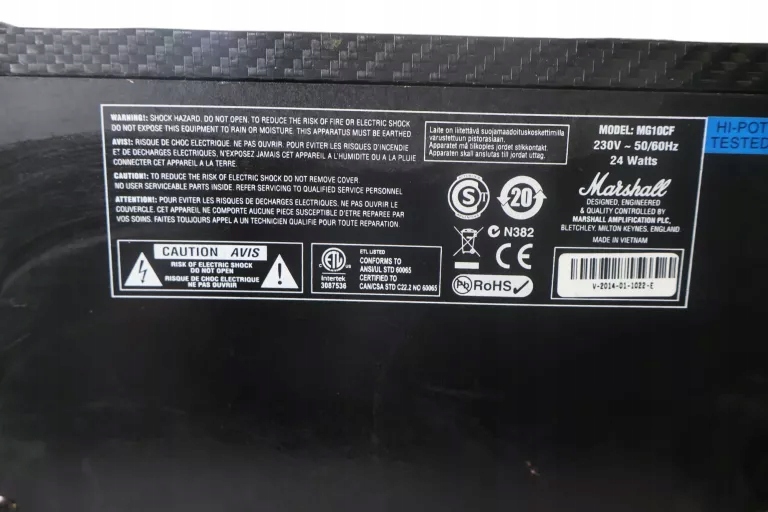 WARNING!: SHOCK HAZARD. DO NOT OPEN. TO REDUCE THE RISK OF FIRE OR ELECTRIC SHOCK
DO NOT EXPOSE THIS EQUIPMENT TO RAIN OR MOISTURE. THIS APPARATUS MUST BE EARTHED
AVIS!: RISQUE DE CHOC ELECTRIQUE. NE PAS OUVRIR. POUR EVITER LES RISQUES D'INCENDIE
ET DE DECHARGES ELECTRIQUES, N'EXPOSEZ JAMAIS CET APPAREIL A L'HUMIDITE OU A LA PLUIE
CONNECTER CET APPAREIL A LA TERRE.
CAUTION!: TO REDUCE THE RISK OF ELECTRIC SHOCK DO NOT REMOVE COVER.
NO USER SERVICEABLE PARTS INSIDE. REFER SERVICING TO QUALIFIED SERVICE PERSONNEL
ATTENTION!: POUR EVITER LES RISQUES DE DECHARGES ELECTRIQUES, NE PAS OUVRIR LE
COUVERCLE. CET APPAREIL NE COMPORTE AUCUNE PIECE SUSCEPTIBLE D'ETRE REPAREE PAR
VOS SOINS. FAITES TOUJOURS APPEL A UN TECHNICIEN QUALIFIE POUR TOUTE REPARATION
CAUTION AVIS
RISK OF ELECTRIC SHOCK
DO NOT OPEN
RISQUE DE CHOC ELECTRIQUE
NE PAS OUVRIR
ETL
C
US
Intertek
3087536
ETL LISTED
CONFORMS TO
ANSI/UL STD 60065
CERTIFIED TO
CAN/CSA STD C22.2 NO 60065
Laite on liitettävä suojamaadoituskoskettimilla
varustettuun pistorasiaan
Apparatet må tilkoples jordet stikkontakt.
Apparaten skall anslutas till jordat uttag.
S
20
N382
CE
Pb RoHS
MODEL: MG10CF
230V ~ 50/60Hz
24 Watts
Marshall
DESIGNED, ENGINEERED
& QUALITY CONTROLLED BY
MARSHALL AMPLIFICATION PLC,
BLETCHLEY, MILTON KEYNES, ENGLAND
MADE IN VIETNAM
V-2014-01-1022-E
HI-POT
TESTED